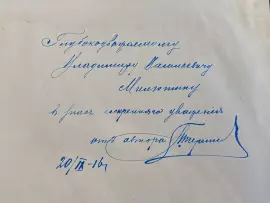 Глубокоуважаемому
Владимиру Васильевичу
Милютину
в знак искреннего уважения
от автора
20/IX-16г